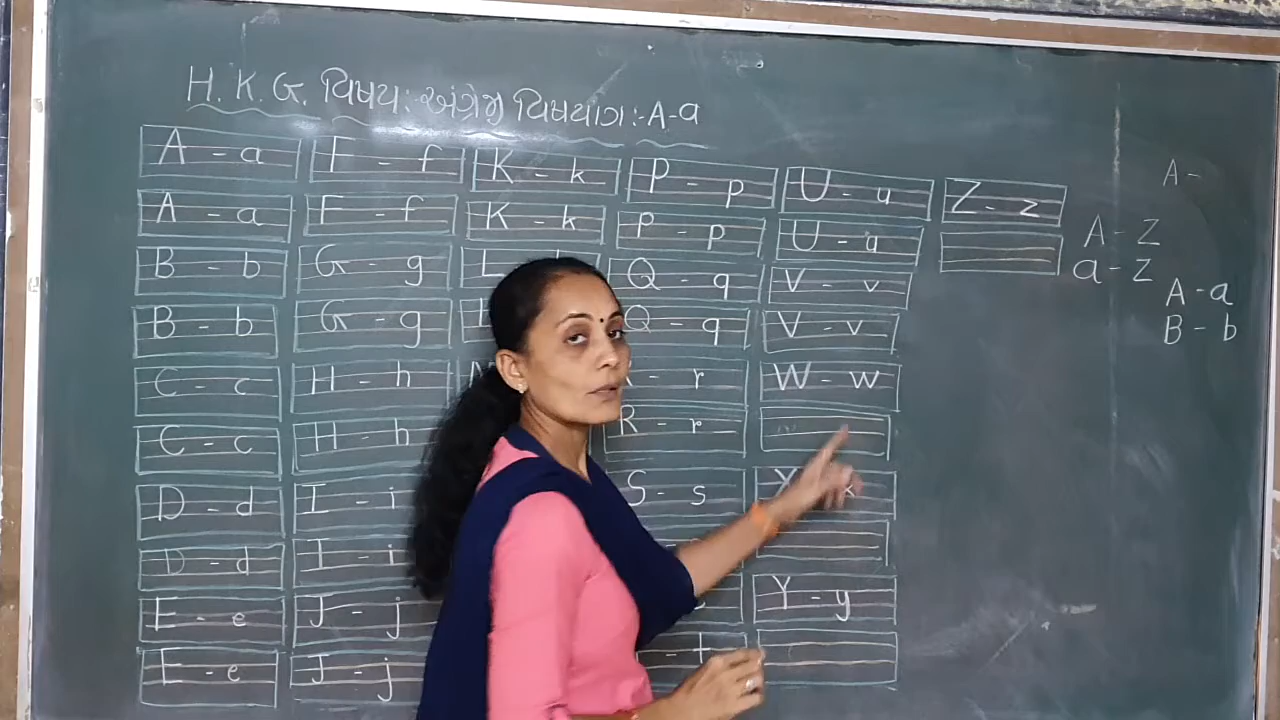 H. K. G. વિષય: અંગ્રેજી વિષયાંગ:- A-a
A - a F - f K - k P - p U - u Z - z
A - a F - f K - k P - p U - u
B - b G - g L Q - q V - v
B - b G - g Q - q V - v
C - c H - h - r W - w
C - c H - h R - r
D - d I - i S - s X x
D - d I - i
E - e J - j Y - y
E - e J - j - t
A -
A - Z
a - z
A - a
B - b